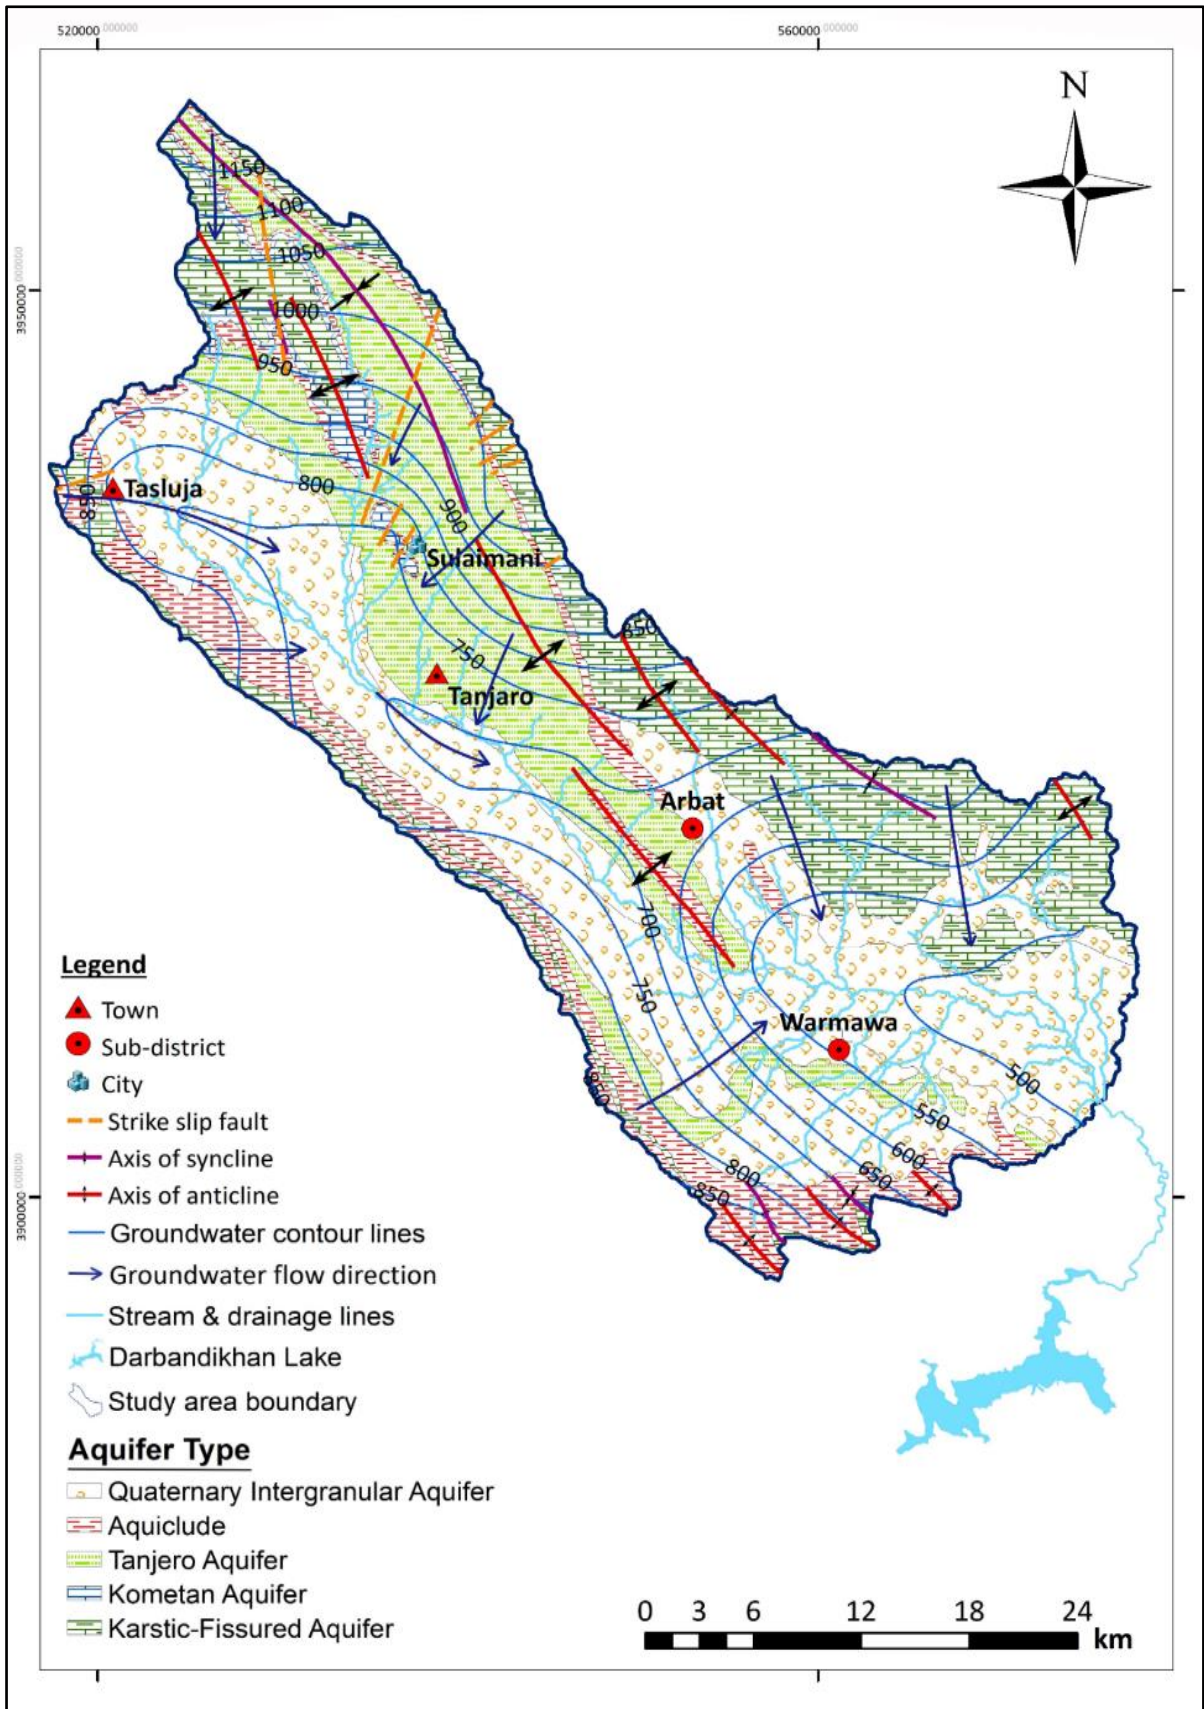 520000.000000
560000.000000
N
1150
1100
1050
3950000.000000
1000
950
800
850
Tasluja
900
Sulaimani
850
750
Tanjaro
Arbat
700
750
Warmawa
500
850
550
600
800
650
850
3900000.000000
Legend
Town
Sub-district
City
Strike slip fault
Axis of syncline
Axis of anticline
Groundwater contour lines
Groundwater flow direction
Stream & drainage lines
Darbandikhan Lake
Study area boundary
Aquifer Type
Quaternary Intergranular Aquifer
Aquiclude
Tanjero Aquifer
Kometan Aquifer
Karstic-Fissured Aquifer
0 3 6 12 18 24
km